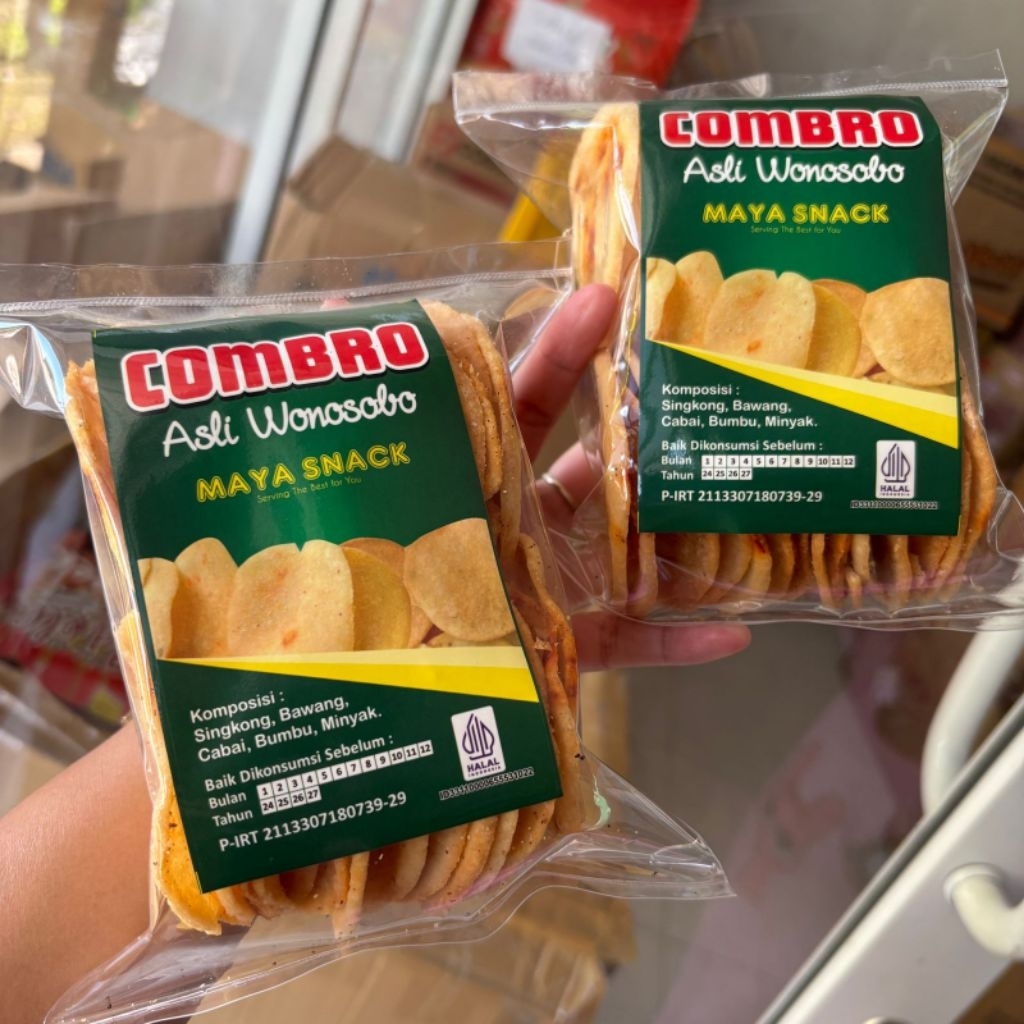 COMBRO
Asli Wonosobo
MAYA SNACK
Serving The Best for You
Komposisi :
Singkong, Bawang,
Cabai, Bumbu, Minyak.
Baik Dikonsumsi Sebelum :
Bulan 1 2 3 4 5 6 7 8 9 10 11 12
Tahun 24 25 26 27
P-IRT 2113307180739-29
HALAL
INDONESIA
COMBRO
Asli Wonosobo
MAYA SNACK
Serving The Best for You
Komposisi :
Singkong, Bawang,
Cabai, Bumbu, Minyak.
Baik Dikonsumsi Sebelum :
Bulan 1 2 3 4 5 6 7 8 9 10 11 12
Tahun 24 25 26 27
P-IRT 2113307180739-29
HALAL
INDONESIA